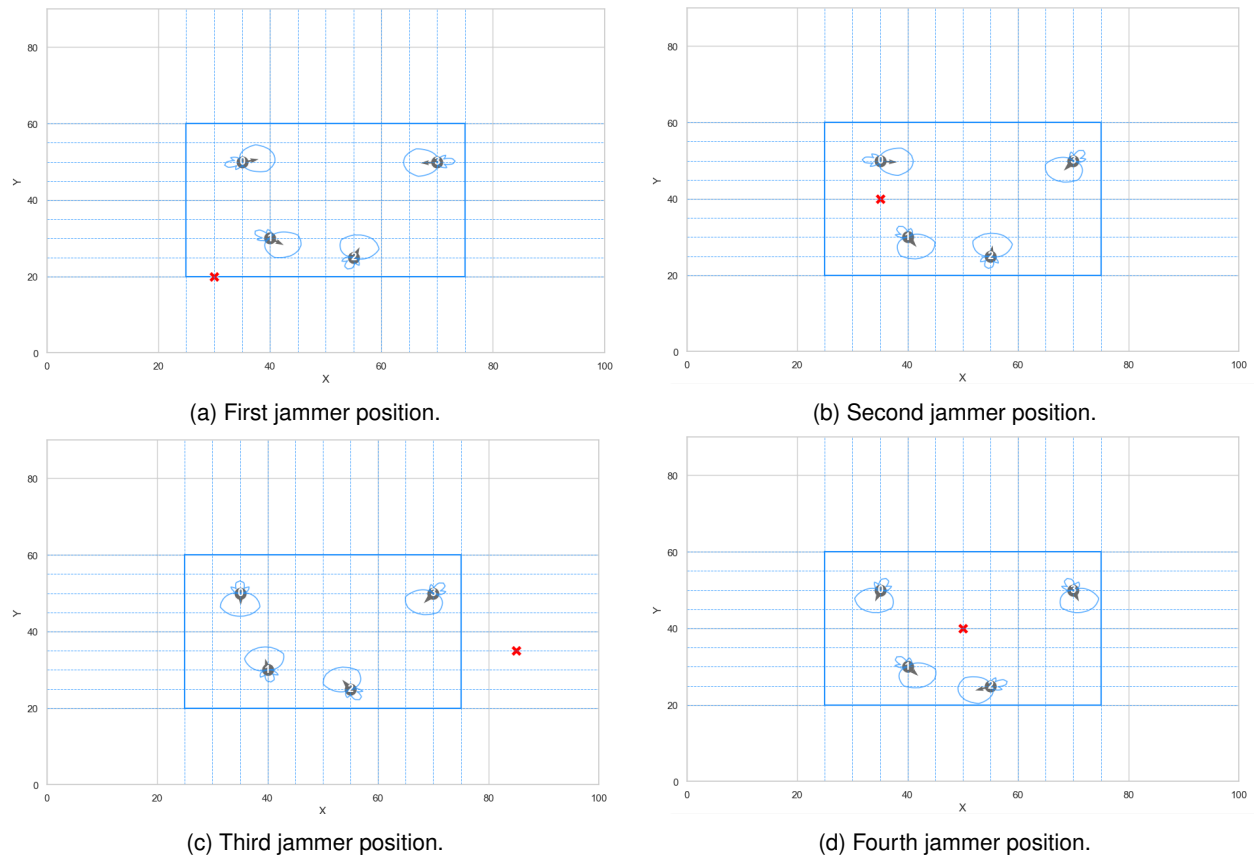 80
60
Y
40
20
0
0 1 2 3
0 20 40 60 80 100
X
(a) First jammer position.
80
60
Y
40
20
0
0 1 2 3
0 20 40 60 80 100
X
(b) Second jammer position.
80
60
Y
40
20
0
0 1 2 3
0 20 40 60 80 100
X
(c) Third jammer position.
80
60
Y
40
20
0
0 1 2 3
0 20 40 60 80 100
X
(d) Fourth jammer position.